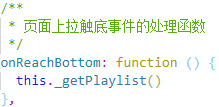 /**
 * 页面上拉触底事件的处理函数
 */
onReachBottom: function () {
  this._getPlaylist()
},